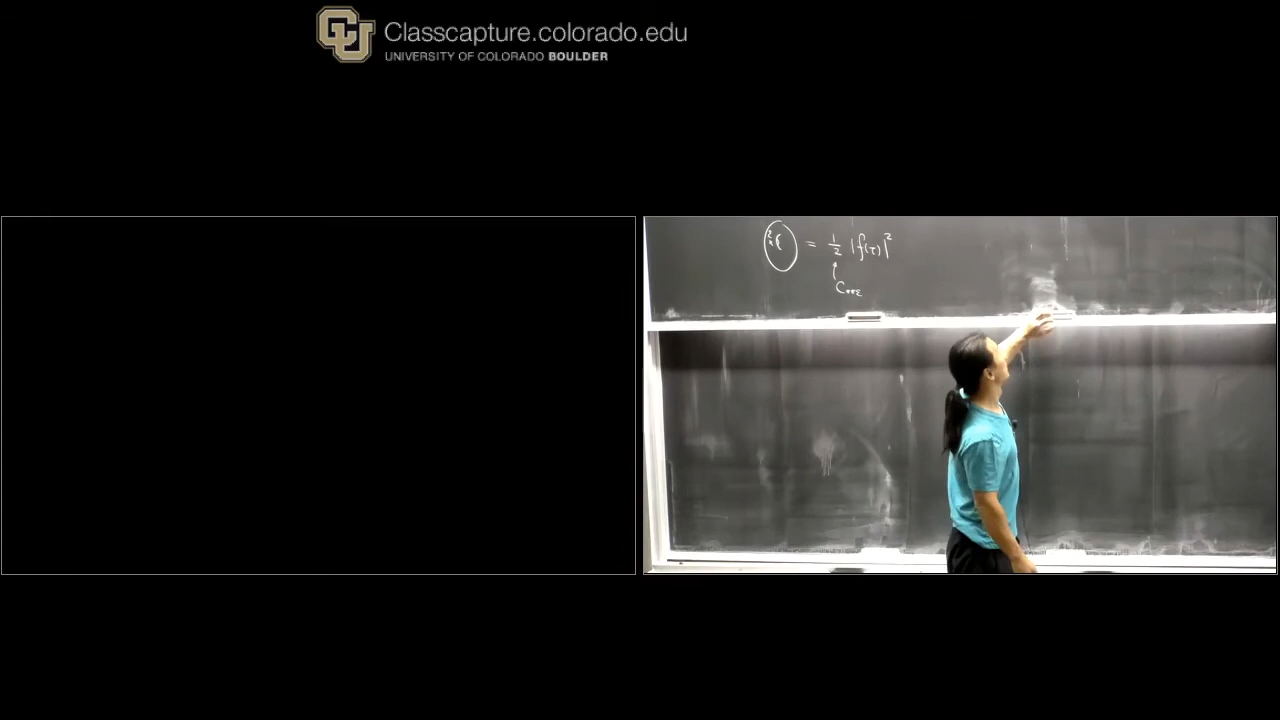 Classcapture.colorado.edu
UNIVERSITY OF COLORADO BOULDER
= 1/2 |f(τ)|²